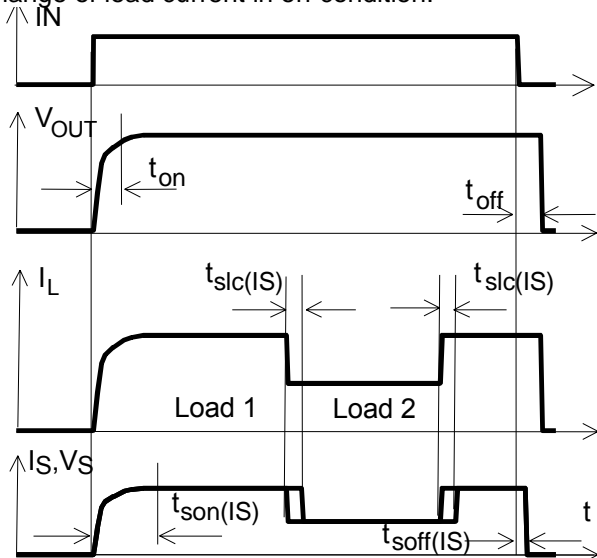 ange of load current in on condition.
IN
VOUT
ton
toff
IL
tslc(IS)
tslc(IS)
Load 1
Load 2
IS,VS
tson(IS)
tsoff(IS)
t